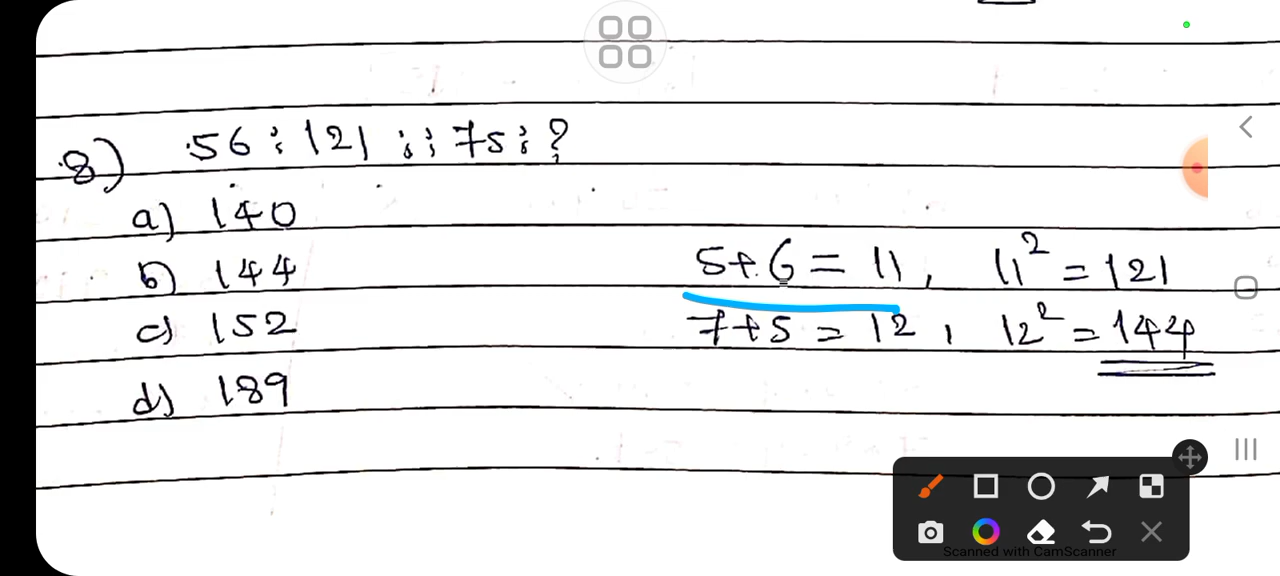 8) 56 : 121 :: 75 : ?
a) 140
b) 144
c) 152
d) 189
5+6 = 11, 11² = 121
7+5 = 12, 12² = 144
Scanned with CamScanner